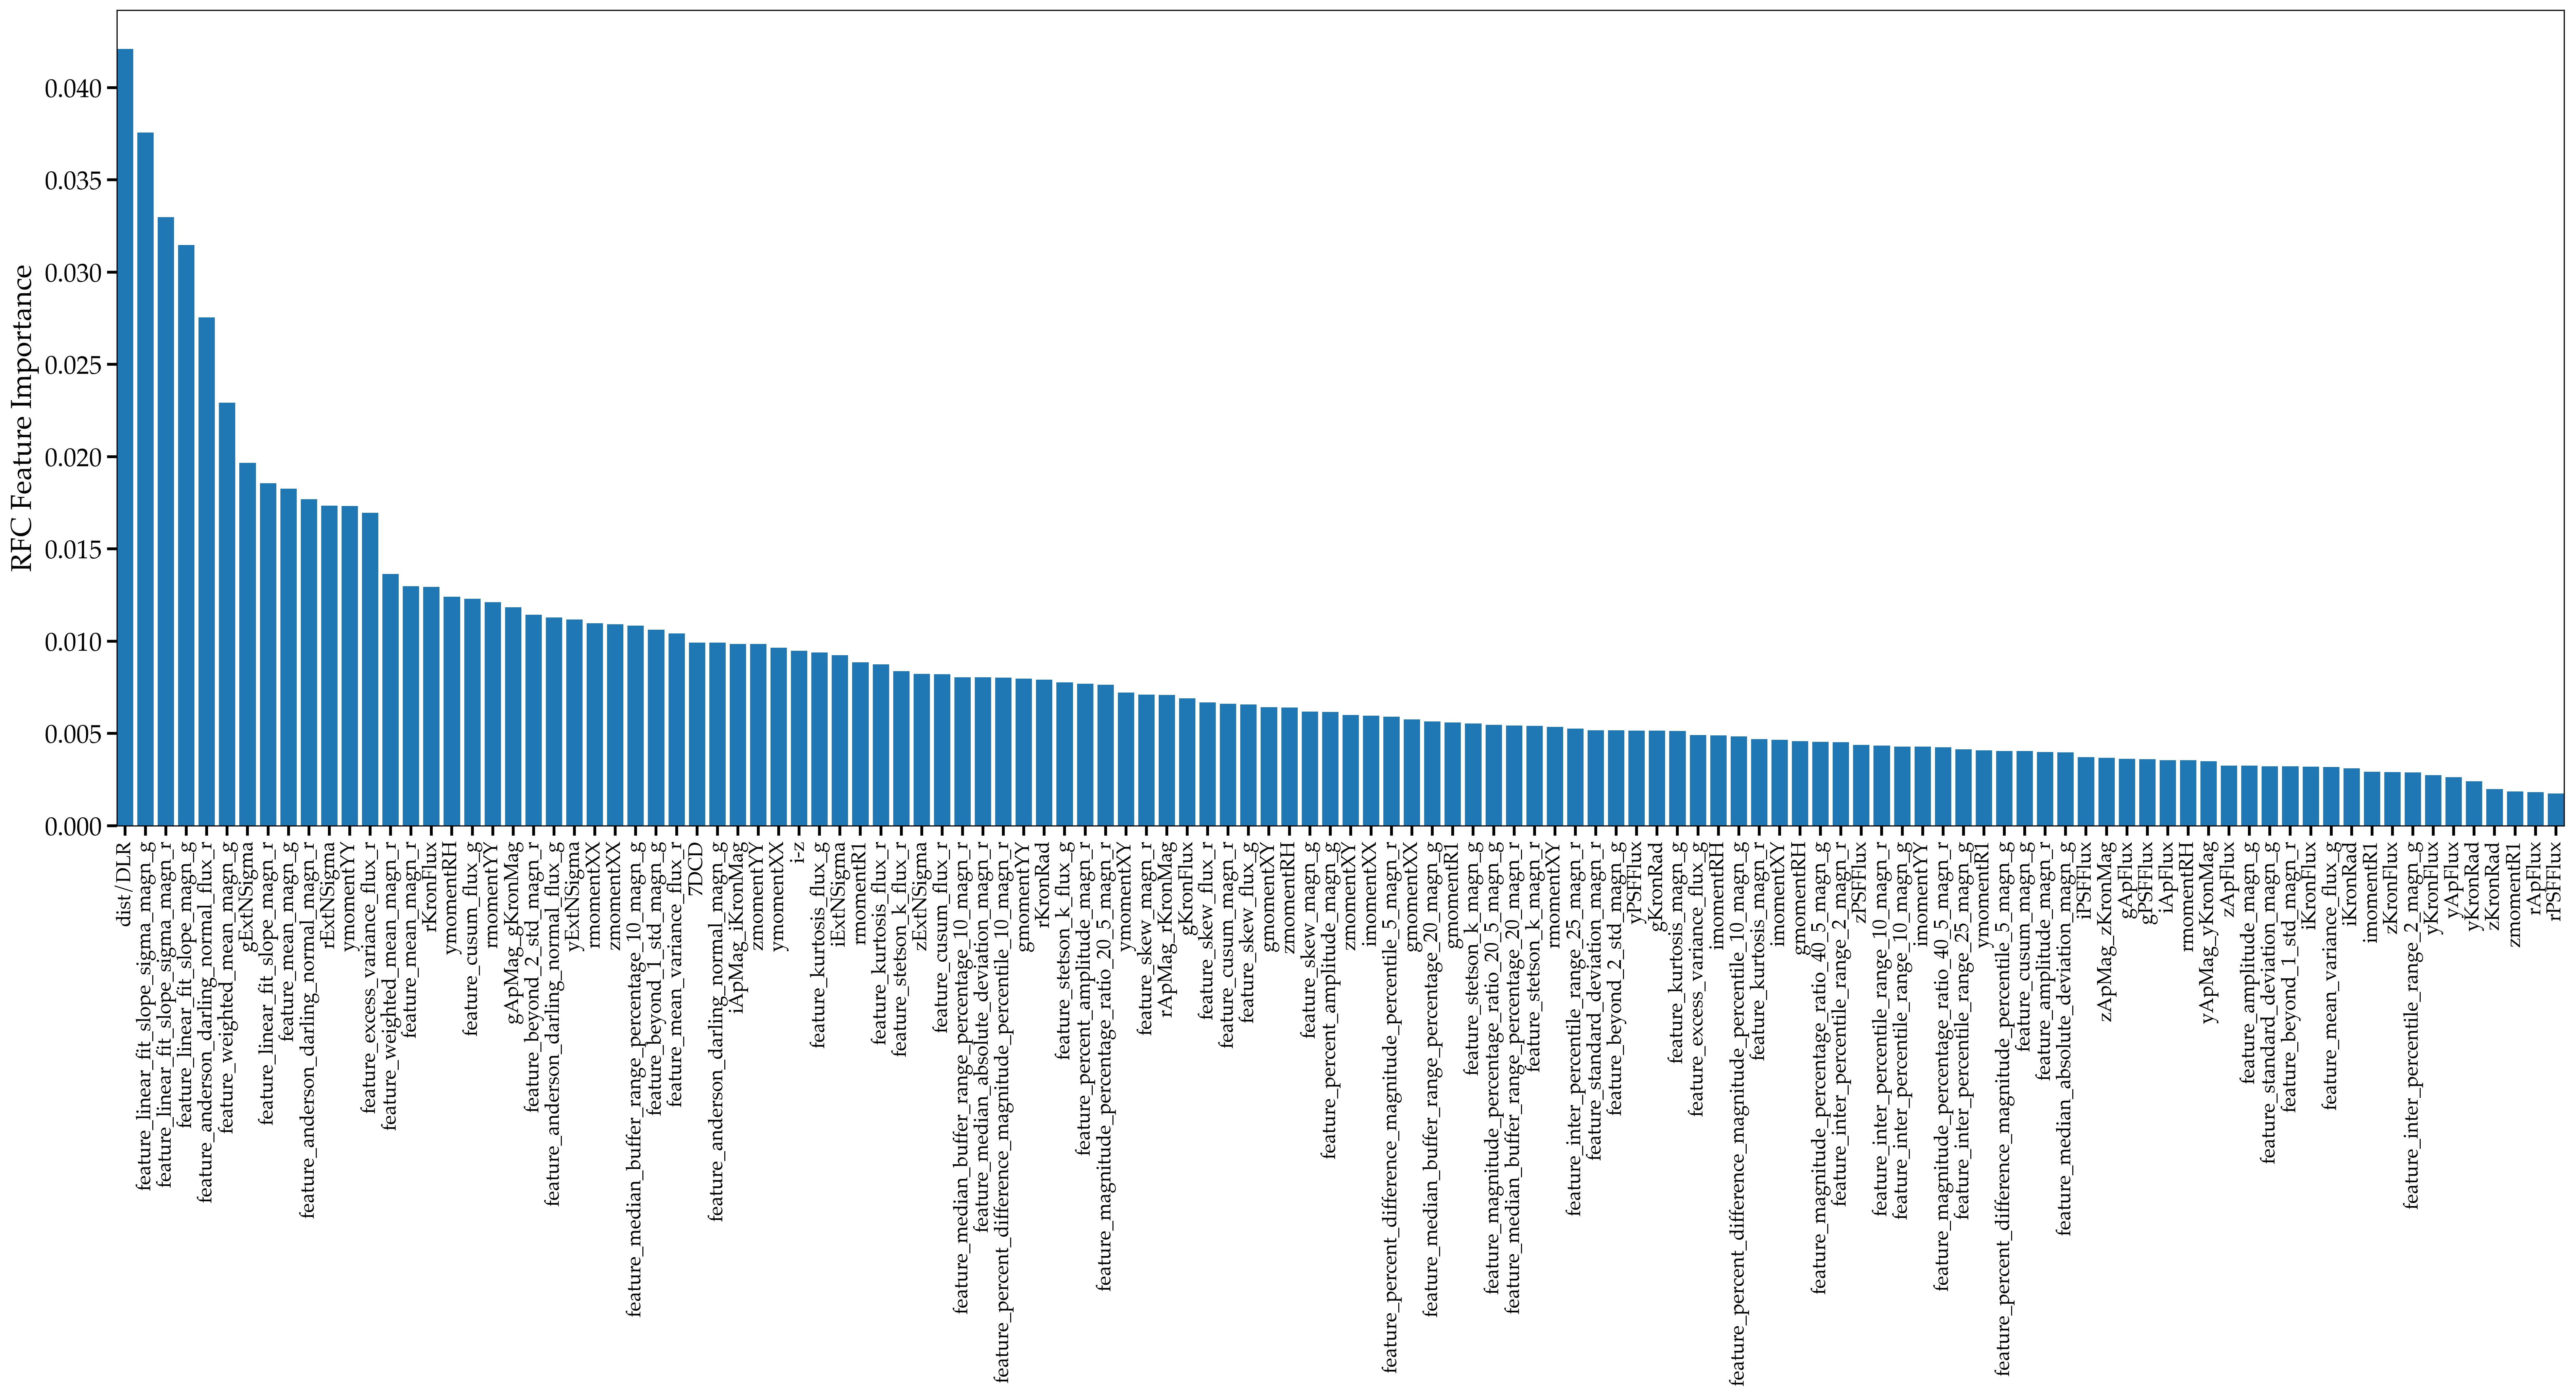 RFC Feature Importance
0.040
0.035
0.030
0.025
0.020
0.015
0.010
0.005
0.000
dist/DLR
feature_linear_fit_slope_sigma_magn_g
feature_linear_fit_slope_sigma_magn_r
feature_linear_fit_slope_magn_g
feature_anderson_darling_normal_flux_r
feature_weighted_mean_magn_g
gExtNSigma
feature_linear_fit_slope_magn_r
feature_mean_magn_g
feature_anderson_darling_normal_magn_r
rExtNSigma
ymomentYY
feature_excess_variance_flux_r
feature_weighted_mean_magn_r
feature_mean_magn_r
rKronFlux
ymomentRH
feature_cusum_flux_g
rmomentYY
gApMag_gKronMag
feature_beyond_2_std_magn_r
feature_anderson_darling_normal_flux_g
yExtNSigma
rmomentXX
zmomentXX
feature_median_buffer_range_percentage_10_magn_g
feature_beyond_1_std_magn_g
feature_mean_variance_flux_r
7DCD
feature_anderson_darling_normal_magn_g
iApMag_iKronMag
zmomentYY
ymomentXX
i-z
feature_kurtosis_flux_g
iExtNSigma
rmomentR1
feature_kurtosis_flux_r
feature_stetson_k_flux_r
zExtNSigma
feature_cusum_flux_r
feature_median_buffer_range_percentage_10_magn_r
feature_median_absolute_deviation_magn_r
feature_percent_difference_magnitude_percentile_10_magn_r
gmomentYY
rKronRad
feature_stetson_k_flux_g
feature_percent_amplitude_magn_r
feature_magnitude_percentage_ratio_20_5_magn_r
ymomentXY
feature_skew_magn_r
rApMag_rKronMag
gKronFlux
feature_skew_flux_r
feature_cusum_magn_r
feature_skew_flux_g
gmomentXY
zmomentRH
feature_skew_magn_g
feature_percent_amplitude_magn_g
zmomentXY
imomentXX
feature_percent_difference_magnitude_percentile_5_magn_r
gmomentXX
feature_median_buffer_range_percentage_20_magn_g
gmomentR1
feature_stetson_k_magn_g
feature_magnitude_percentage_ratio_20_5_magn_g
feature_median_buffer_range_percentage_20_magn_r
feature_stetson_k_magn_r
rmomentXY
feature_inter_percentile_range_25_magn_r
feature_standard_deviation_magn_r
feature_beyond_2_std_magn_g
yPSFFlux
gKronRad
feature_kurtosis_magn_g
feature_excess_variance_flux_g
imomentRH
feature_percent_difference_magnitude_percentile_10_magn_g
feature_kurtosis_magn_r
imomentXY
gmomentRH
feature_magnitude_percentage_ratio_40_5_magn_g
feature_inter_percentile_range_2_magn_r
zPSFFlux
feature_inter_percentile_range_10_magn_r
feature_inter_percentile_range_10_magn_g
imomentYY
feature_magnitude_percentage_ratio_40_5_magn_r
feature_inter_percentile_range_25_magn_g
ymomentR1
feature_percent_difference_magnitude_percentile_5_magn_g
feature_cusum_magn_g
feature_amplitude_magn_r
feature_median_absolute_deviation_magn_g
iPSFFlux
zApMag_zKronMag
gApFlux
gPSFFlux
iApFlux
rmomentRH
yApMag_yKronMag
zApFlux
feature_amplitude_magn_g
feature_standard_deviation_magn_g
feature_beyond_1_std_magn_r
iKronFlux
feature_mean_variance_flux_g
iKronRad
imomentR1
zKronFlux
feature_inter_percentile_range_2_magn_g
yKronFlux
yApFlux
yKronRad
zKronRad
zmomentR1
rApFlux
rPSFFlux